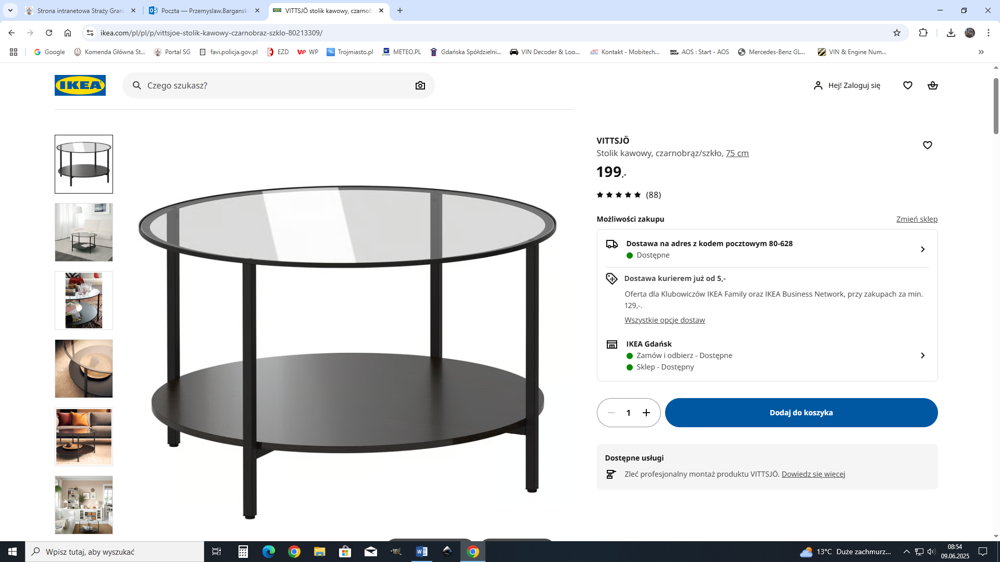 Strona intranetowa Straży Grani
Poczta — Przemyslaw.Bargansk
VITTSJÖ stolik kawowy, czarnob
ikea.com/pl/pl/p/vittsjoe-stolik-kawowy-czarnobraz-szklo-80213309/
Google
Komenda Główna St...
Portal SG
favi.policja.gov.pl
EZD
WP
Trojmiasto.pl
METEO.PL
Gdańska Spółdzielni...
VIN Decoder & Loo...
Kontakt - Mobitech...
AOS : Start - AOS
Mercedes-Benz GL...
VIN & Engine Num...
IKEA
Czego szukasz?
Hej! Zaloguj się
VITTSJÖ
Stolik kawowy, czarnobrąz/szkło, 75 cm
199,-
(88)
Możliwości zakupu
Zmień sklep
Dostawa na adres z kodem pocztowym 80-628
Dostępne
Dostawa kurierem już od 5,-
Oferta dla Klubowiczów IKEA Family oraz IKEA Business Network, przy zakupach za min.
129,-.
Wszystkie opcje dostaw
IKEA Gdańsk
Zamów i odbierz - Dostępne
Sklep - Dostępny
1
Dodaj do koszyka
Dostępne usługi
Zleć profesjonalny montaż produktu VITTSJÖ. Dowiedz się więcej
Wpisz tutaj, aby wyszukać
13°C Duże zachmurz...
08:54
09.06.2025